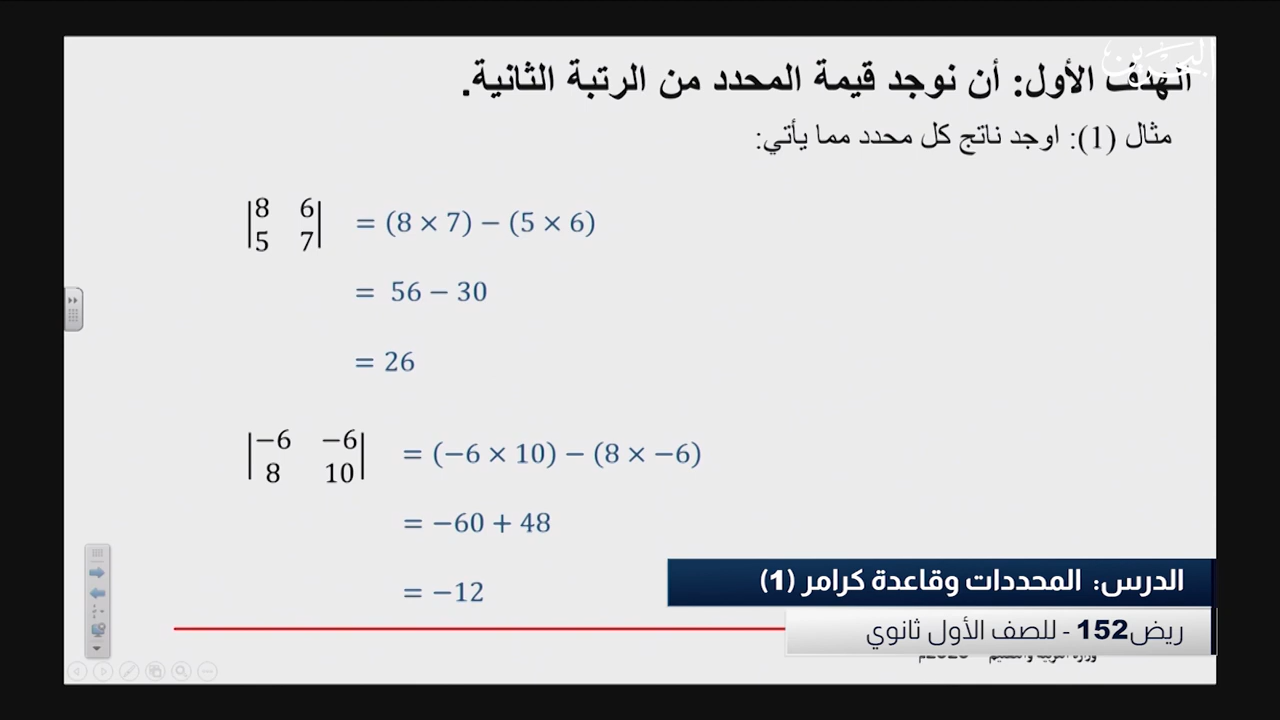 البحرين
الهدف الأول: أن نوجد قيمة المحدد من الرتبة الثانية.
مثال (1): اوجد ناتج كل محدد مما يأتي:
|8 6| = (8 × 7) − (5 × 6)
|5 7|
= 56 − 30
= 26
|−6 −6| = (−6 × 10) − (8 × −6)
|8 10|
= −60 + 48
= −12
الدرس: المحددات وقاعدة كرامر (1)
ريض152 - للصف الأول ثانوي